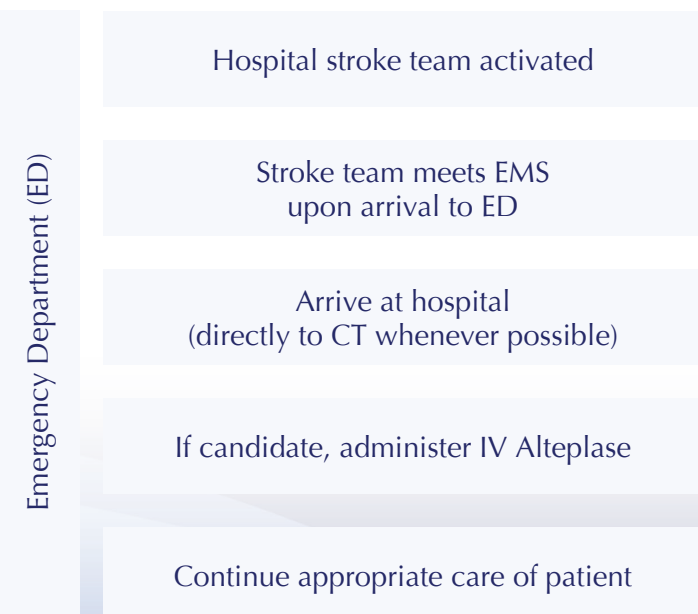 Emergency Department (ED)
Hospital stroke team activated
Stroke team meets EMS
upon arrival to ED
Arrive at hospital
(directly to CT whenever possible)
If candidate, administer IV Alteplase
Continue appropriate care of patient